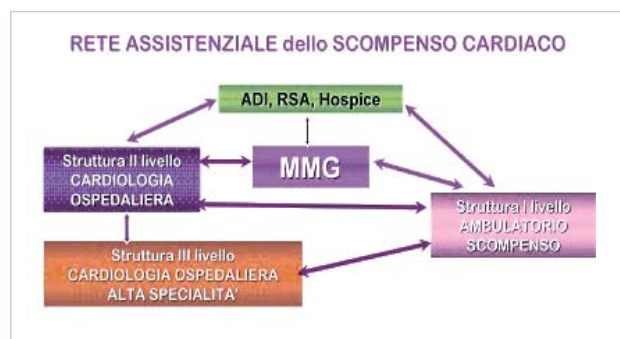 RETE ASSISTENZIALE dello SCOMPENSO CARDIACO
ADI, RSA, Hospice
MMG
Struttura II livello
CARDIOLOGIA
OSPEDALIERA
Struttura I livello
AMBULATORIO
SCOMPENSO
Struttura III livello
CARDIOLOGIA OSPEDALIERA
ALTA SPECIALITA'